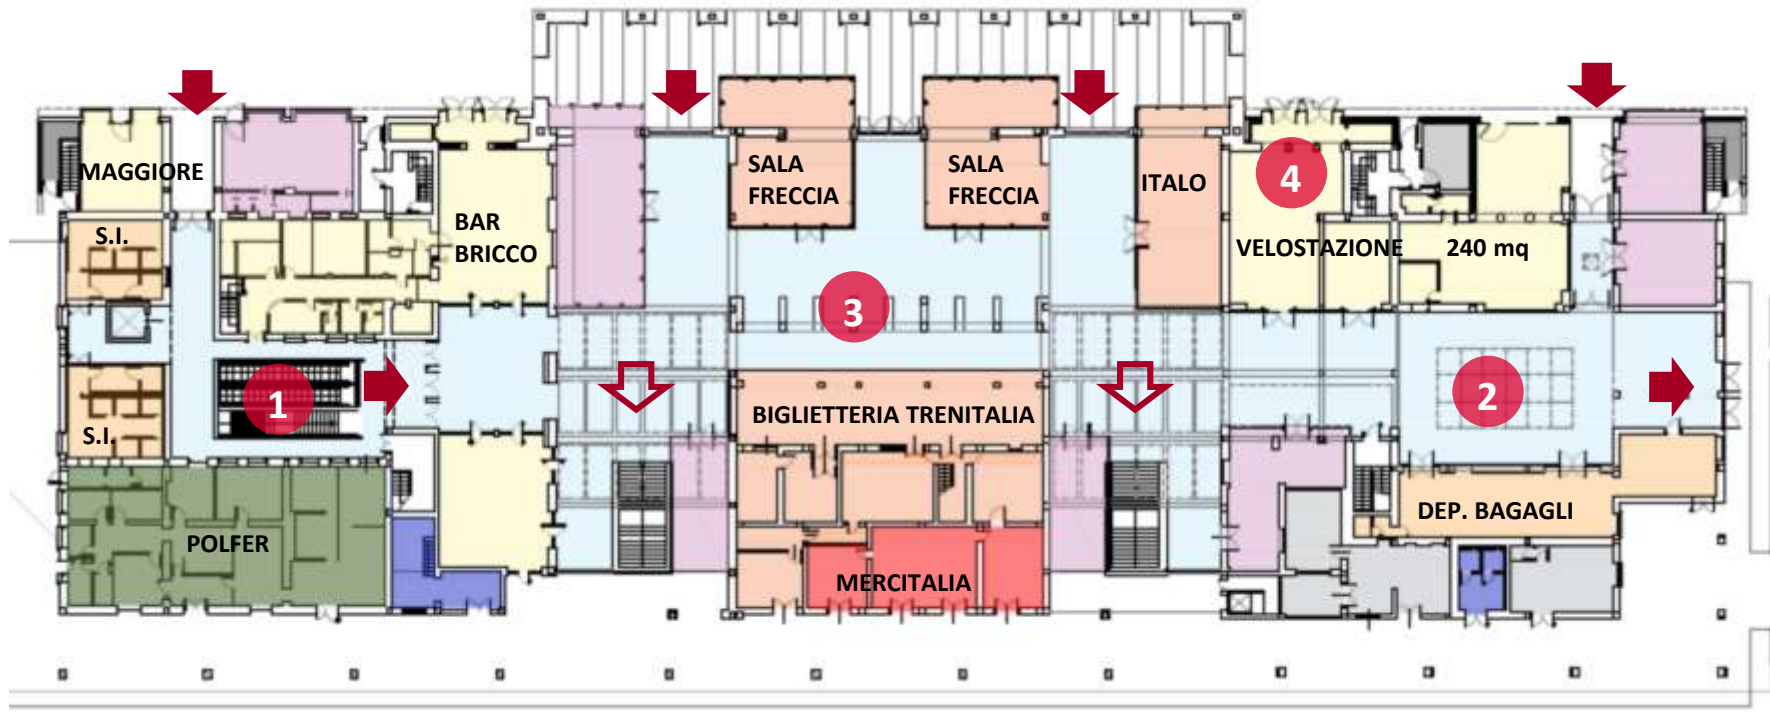 MAGGIORE
S.I.
BAR
BRICCO
SALA
FRECCIA
SALA
FRECCIA
ITALO
4
VELOSTAZIONE
240 mq
3
1
S.I.
BIGLIETTERIA TRENITALIA
2
POLFER
MERCITALIA
DEP. BAGAGLI